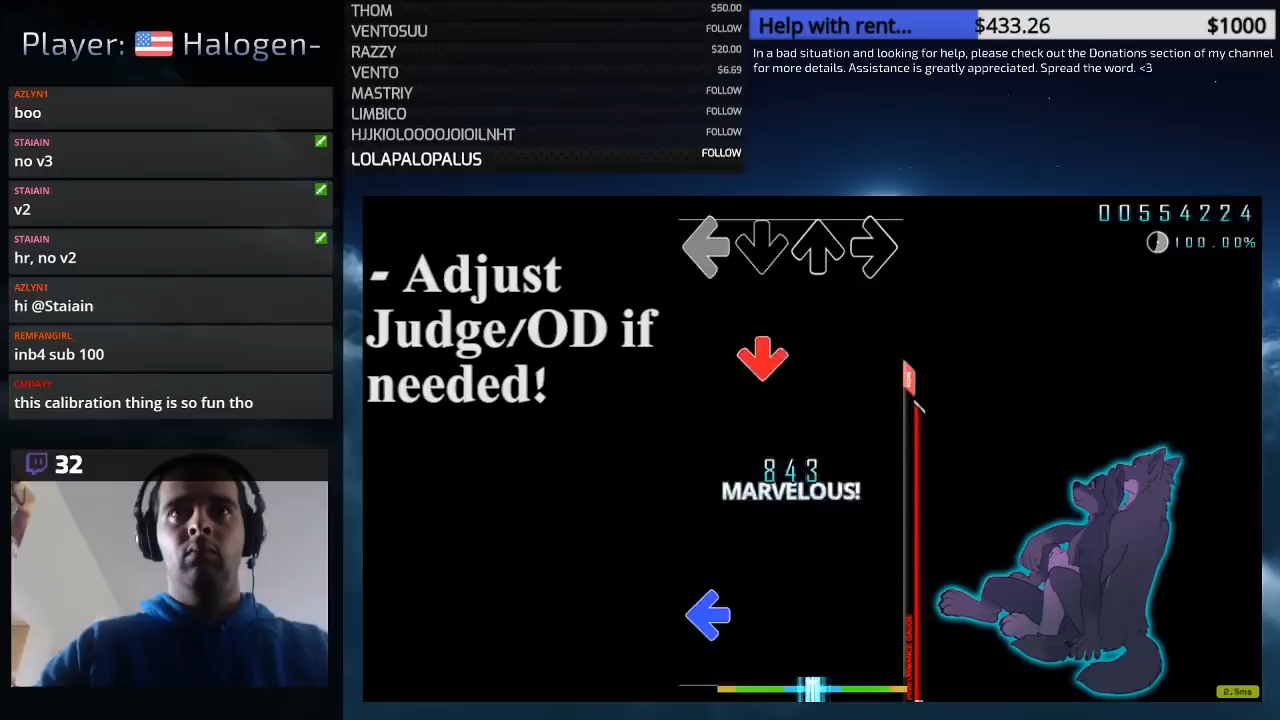 Player: Halogen-
AZLYN1
boo
STAIAIN
no v3
STAIAIN
v2
STAIAIN
hr, no v2
AZLYN1
hi @Staiain
REMFANGIRL_
inb4 sub 100
CMDAYY
this calibration thing is so fun tho
32
THOM $50.00
VENTOSUU FOLLOW
RAZZY $20.00
VENTO $6.69
MASTRIY FOLLOW
LIMBICO FOLLOW
HJJKIOLOOOOJOIOILNHT FOLLOW
LOLAPALOPALUS FOLLOW
Help with rent... $433.26 $1000
In a bad situation and looking for help, please check out the Donations section of my channel
for more details. Assistance is greatly appreciated. Spread the word. <3
00554224
100.00%
- Adjust
Judge/OD if
needed!
843
MARVELOUS!
PERFORMANCE GAUGE
2.5ms